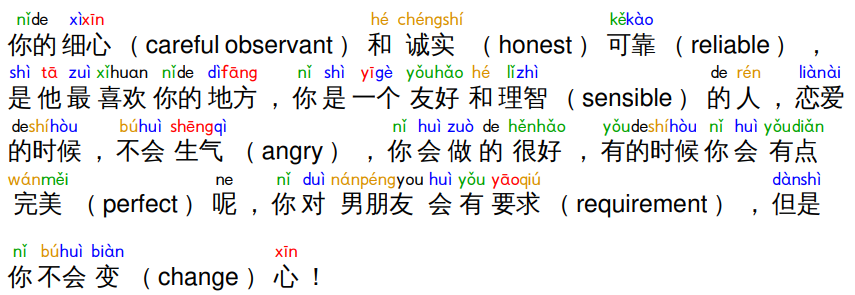 nǐde xìxīn hé chéngshí kěkào
你的 细心 （ careful observant ） 和 诚实 （ honest ） 可靠 （ reliable ） ，
shì tā zuì xǐhuan nǐde dìfāng nǐ shì yīgè yǒuhǎo hé lǐzhì de rén liànài
是 他 最 喜欢 你的 地方 ，你 是 一个 友好 和 理智 （ sensible ） 的 人 ，恋爱
deshíhòu búhuì shēngqì nǐ huì zuò de hěnhǎo yǒudeshíhòu nǐ huì yǒudiǎn
的时候 ，不会 生气 （ angry ） ，你 会 做 的 很好 ，有的时候 你 会 有点
wánměi ne nǐ duì nánpéngyou huì yǒu yāoqiú dànshì
完美 （ perfect ） 呢 ，你 对 男朋友 会 有 要求 （ requirement ） ，但是
nǐ búhuì biàn xīn
你 不会 变 （ change ） 心 ！